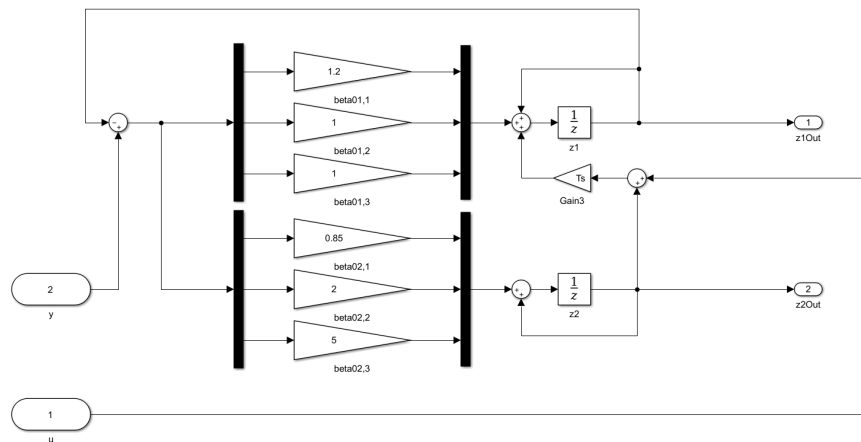 1.2
beta01,1
1
beta01,2
1
beta01,3
- +
+ + +
1
z
z1
1
z1Out
Ts
Gain3
+ +
0.85
beta02,1
2
beta02,2
5
beta02,3
+ +
1
z
z2
2
z2Out
2
y
1
u